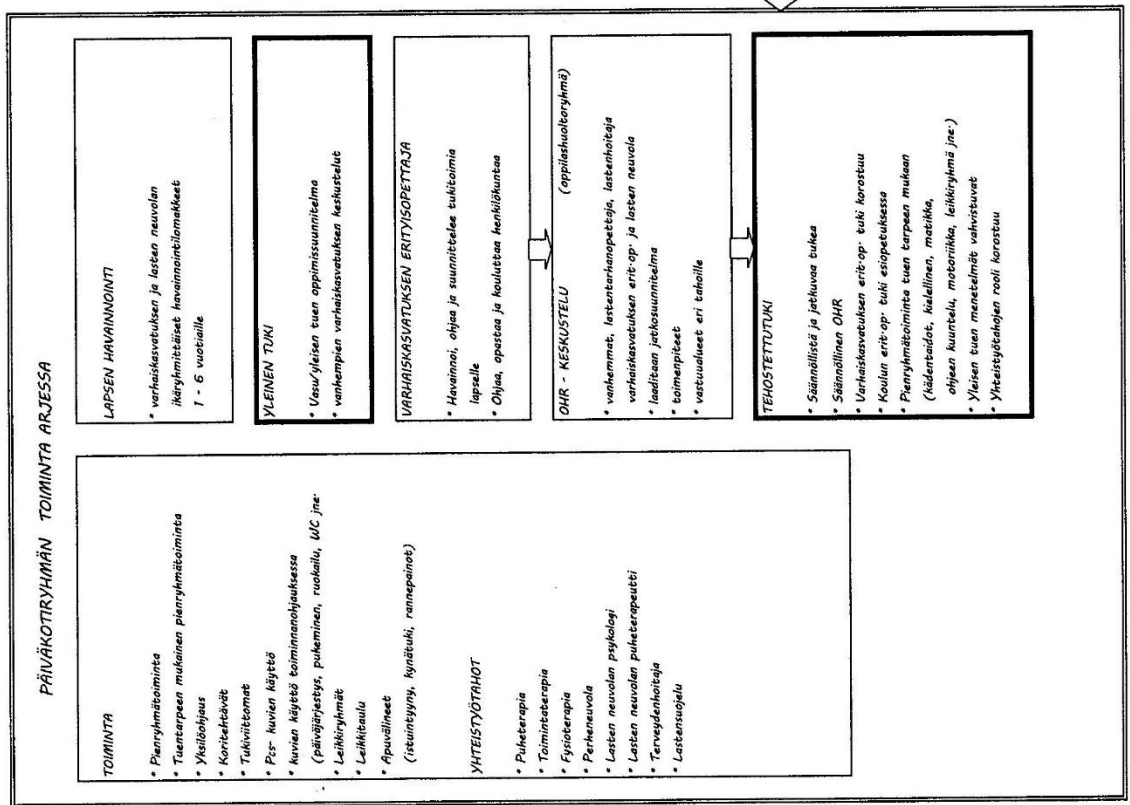 PÄIVÄKOTIRYHMÄN TOIMINTA ARJESSA
TOIMINTA
* Pienryhmätoiminta
* Tuentarpeen mukainen pienryhmätoiminta
* Yksilöohjaus
* Koritehtävät
* Tukiviittomat
* Pcs- kuvien käyttö
* kuvien käyttö toiminnanohjauksessa
(päiväjärjestys, pukeminen, ruokailu, WC jne.
* Leikkiryhmät
* Leikkitaulu
* Apuvälineet
(istuintyyny, kynätuki, rannepainot)
YHTEISTYÖTAHOT
* Puheterapia
* Toimintaterapia
* Fysioterapia
* Perheneuvola
* Lasten neuvolan psykologi
* Lasten neuvolan puheterapeutti
* Terveydenhoitaja
* Lastensuojelu
LAPSEN HAVAINNOINTI
* varhaiskasvatuksen ja lasten neuvolan
ikäryhmittäiset havainnointilomakkeet
1 - 6 vuotiaille
YLEINEN TUKI
* Vasu/yleisen tuen oppimissuunnitelma
* vanhempien varhaiskasvatuksen keskustelut
VARHAISKASVATUKSEN ERITYISOPETTAJA
* Havainnoi, ohjaa ja suunnittelee tukitoimia
lapselle
* Ohjaa, opastaa ja kouluttaa henkilökuntaa
OHR - KESKUSTELU (oppilashuoltoryhmä)
* vanhemmat, lastentarhanopettaja, lastenhoitaja
varhaiskasvatuksen erit.op. ja lasten neuvola
* laaditaan jatkosuunnitelma
* toimenpiteet
* vastuualueet eri tahoille
TEHOSTETTUTUKI
* Säännöllistä ja jatkuvaa tukea
* Säännöllinen OHR
* Varhaiskasvatuksen erit.op. tuki korostuu
* Koulun erit.op. tuki esiopetuksessa
* Pienryhmätoiminta tuen tarpeen mukaan
(kädentaidot, kielellinen, matikka,
ohjeen kuuntelu, motoriikka, leikkiryhmä jne.)
* Yleisen tuen menetelmät vahvistuvat
* Yhteistyötahojen rooli korostuu